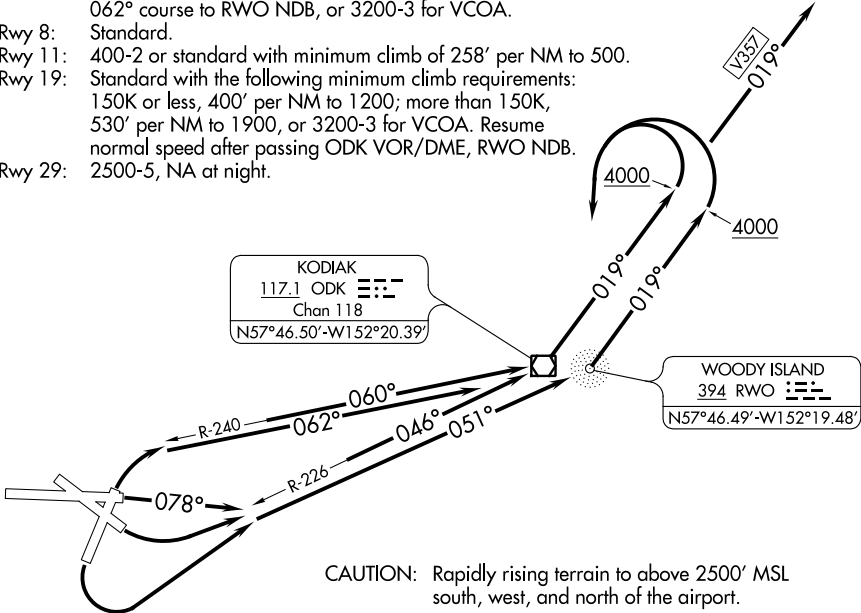 062° course to RWO NDB, or 3200-3 for VCOA.
Rwy 8: Standard.
Rwy 11: 400-2 or standard with minimum climb of 258' per NM to 500.
Rwy 19: Standard with the following minimum climb requirements:
150K or less, 400' per NM to 1200; more than 150K,
530' per NM to 1900, or 3200-3 for VCOA. Resume
normal speed after passing ODK VOR/DME, RWO NDB.
Rwy 29: 2500-5, NA at night.
V357
019°
4000
4000
019°
019°
KODIAK
117.1 ODK
Chan 118
N57°46.50'-W152°20.39'
WOODY ISLAND
394 RWO
N57°46.49'-W152°19.48'
060°
R-240
062°
046°
051°
R-226
078°
CAUTION: Rapidly rising terrain to above 2500' MSL
south, west, and north of the airport.